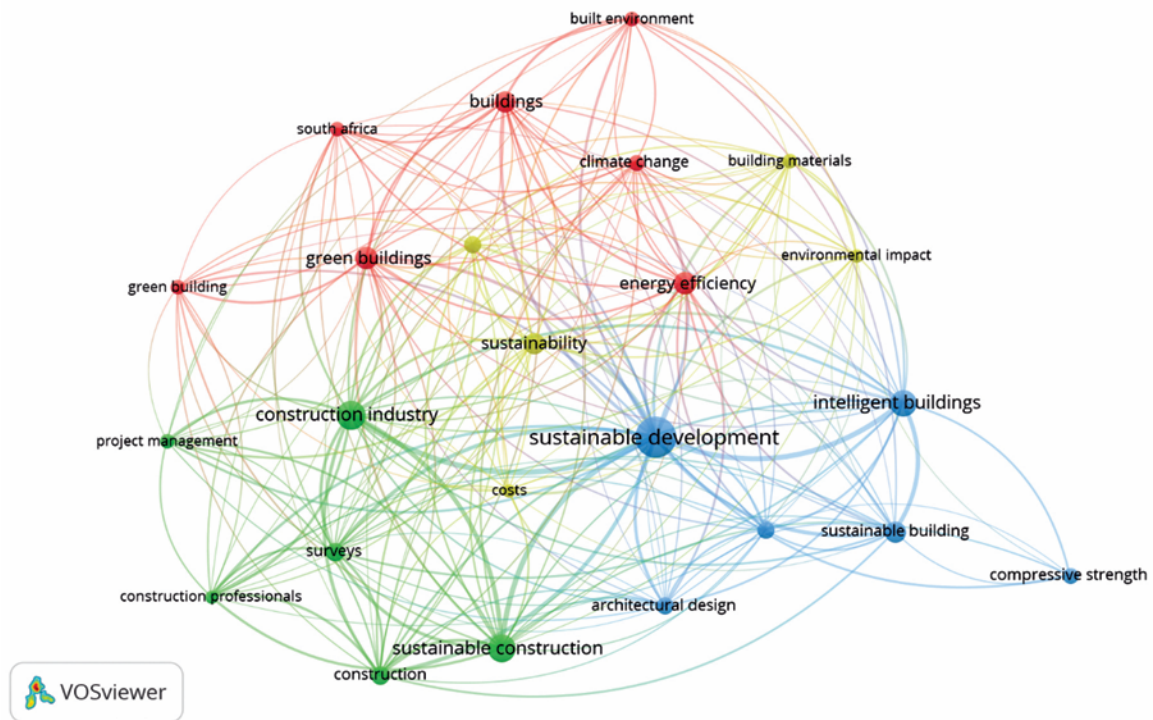 built environment
buildings
south africa
climate change
building materials
green buildings
environmental impact
green building
energy efficiency
sustainability
intelligent buildings
construction industry
sustainable development
project management
costs
sustainable building
surveys
compressive strength
construction professionals
architectural design
sustainable construction
construction
VOSviewer